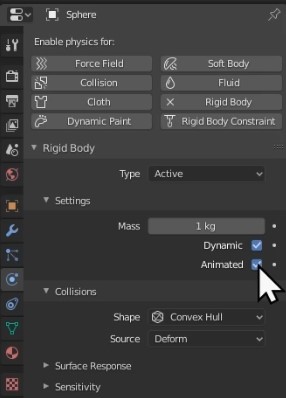 Sphere
Enable physics for:
Force Field Soft Body
Collision Fluid
Cloth Rigid Body
Dynamic Paint Rigid Body Constraint
Rigid Body
Type Active
Settings
Mass 1 kg
Dynamic
Animated
Collisions
Shape Convex Hull
Source Deform
Surface Response
Sensitivity